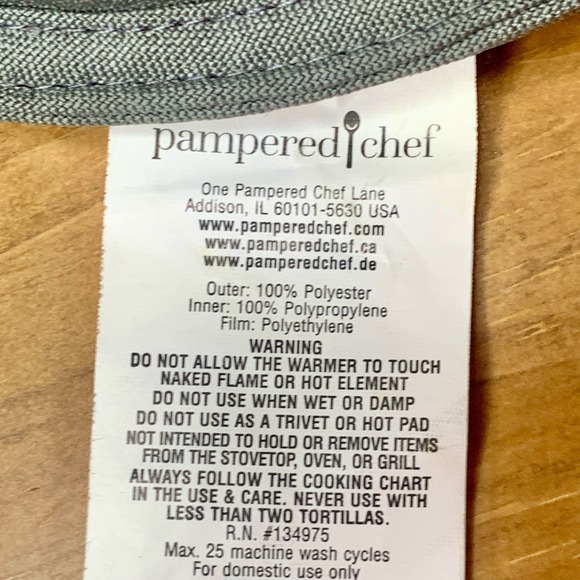 pampered chef
One Pampered Chef Lane
Addison, IL 60101-5630 USA
www.pamperedchef.com
www.pamperedchef.ca
www.pamperedchef.de
Outer: 100% Polyester
Inner: 100% Polypropylene
Film: Polyethylene
WARNING
DO NOT ALLOW THE WARMER TO TOUCH
NAKED FLAME OR HOT ELEMENT
DO NOT USE WHEN WET OR DAMP
DO NOT USE AS A TRIVET OR HOT PAD
NOT INTENDED TO HOLD OR REMOVE ITEMS
FROM THE STOVETOP, OVEN, OR GRILL
ALWAYS FOLLOW THE COOKING CHART
IN THE USE & CARE. NEVER USE WITH
LESS THAN TWO TORTILLAS.
R.N. #134975
Max. 25 machine wash cycles
For domestic use only